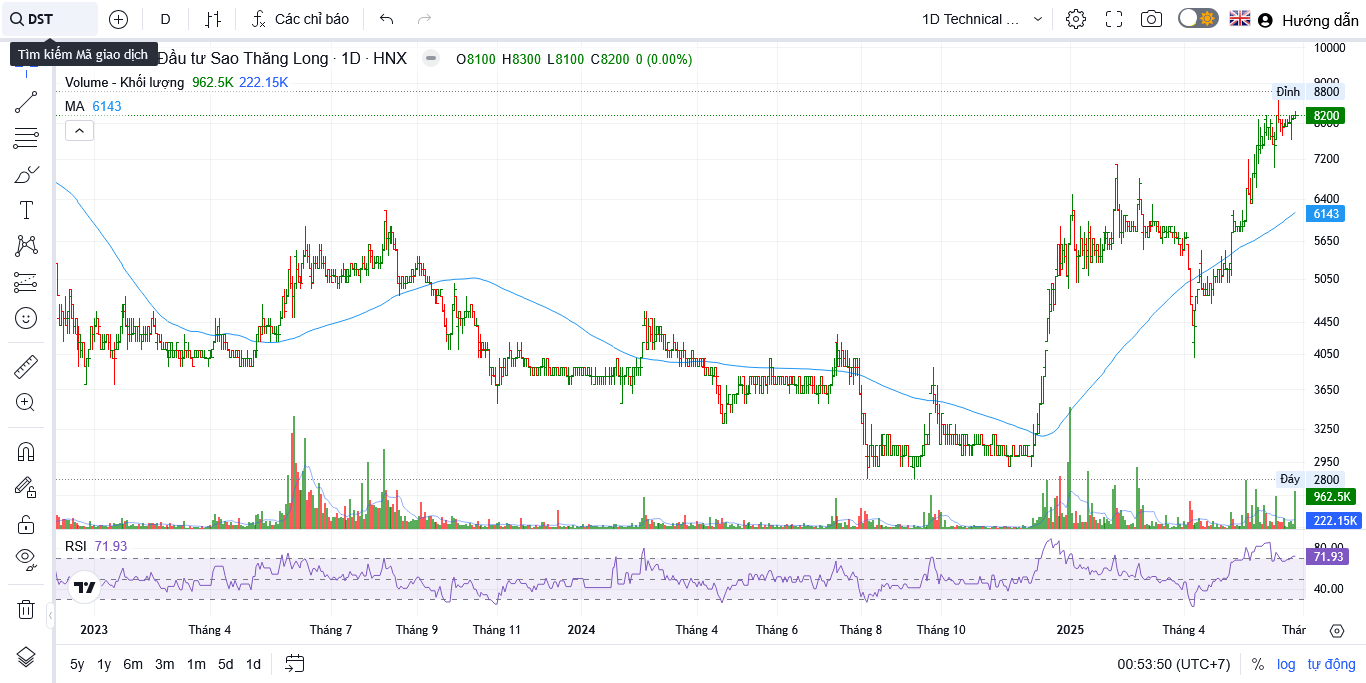 DST
D
Các chỉ báo
1D Technical ...
Hướng dẫn
Tìm kiếm Mã giao dịch
Đầu tư Sao Thăng Long · 1D · HNX
O8100 H8300 L8100 C8200 0 (0.00%)
Volume - Khối lượng 962.5K 222.15K
MA 6143
10000
9000
Đỉnh 8800
8200
8000
7200
6400
6143
5650
5050
4450
4050
3650
3250
2950
Đáy 2800
962.5K
222.15K
RSI 71.93
80.00
71.93
40.00
2023 Tháng 4 Tháng 7 Tháng 9 Tháng 11 2024 Tháng 4 Tháng 6 Tháng 8 Tháng 10 2025 Tháng 4 Thár
5y 1y 6m 3m 1m 5d 1d
00:53:50 (UTC+7) % log tự động